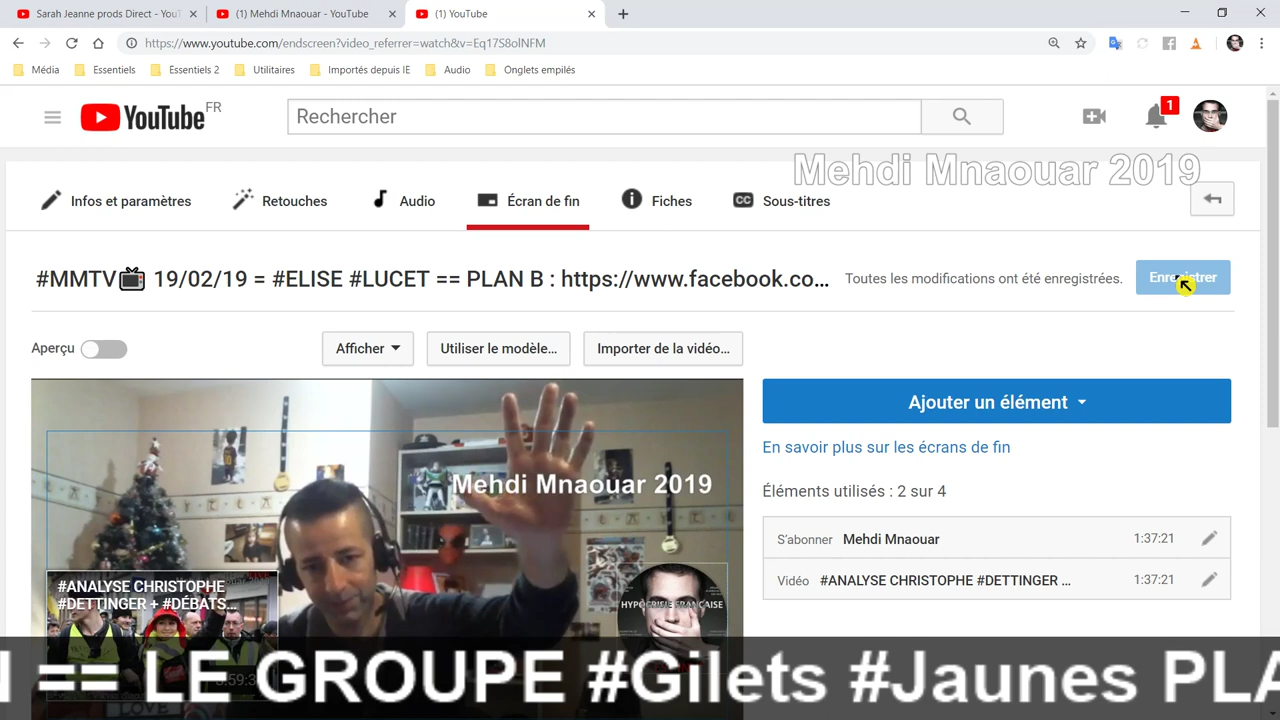 Sarah Jeanne prods Direct - YouT
(1) Mehdi Mnaouar - YouTube
(1) YouTube
https://www.youtube.com/endscreen?video_referrer=watch&v=Eq17S8olNFM
Média
Essentiels
Essentiels 2
Utilitaires
Importés depuis IE
Audio
Onglets empilés
YouTube FR
Rechercher
1
Mehdi Mnaouar 2019
Infos et paramètres
Retouches
Audio
Écran de fin
Fiches
CC Sous-titres
#MMTV📺 19/02/19 = #ELISE #LUCET == PLAN B : https://www.facebook.co...
Toutes les modifications ont été enregistrées.
Enregistrer
Aperçu
Afficher
Utiliser le modèle...
Importer de la vidéo...
Ajouter un élément
En savoir plus sur les écrans de fin
Mehdi Mnaouar 2019
Éléments utilisés : 2 sur 4
S'abonner Mehdi Mnaouar 1:37:21
Vidéo #ANALYSE CHRISTOPHE #DETTINGER ... 1:37:21
#ANALYSE CHRISTOPHE
#DETTINGER + #DÉBATS...
HYPOCRISIE FRANÇAISE
N == LE GROUPE #Gilets #Jaunes PLA